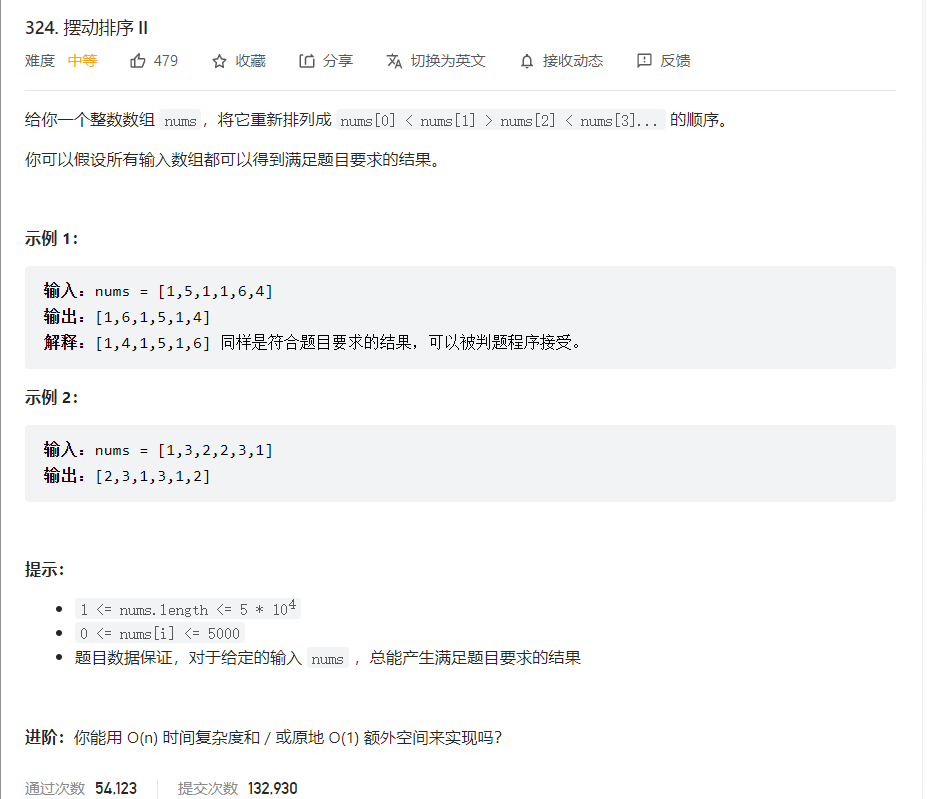 324. 摆动排序 II
难度 中等 479 收藏 分享 切换为英文 接收动态 反馈
给你一个整数数组 nums，将它重新排列成 nums[0] < nums[1] > nums[2] < nums[3]... 的顺序。
你可以假设所有输入数组都可以得到满足题目要求的结果。
示例 1：
输入：nums = [1,5,1,1,6,4]
输出：[1,6,1,5,1,4]
解释：[1,4,1,5,1,6] 同样是符合题目要求的结果，可以被判题程序接受。
示例 2：
输入：nums = [1,3,2,2,3,1]
输出：[2,3,1,3,1,2]
提示：
• 1 <= nums.length <= 5 * 10⁴
• 0 <= nums[i] <= 5000
• 题目数据保证，对于给定的输入 nums ，总能产生满足题目要求的结果
进阶：你能用 O(n) 时间复杂度和 / 或原地 O(1) 额外空间来实现吗？
通过次数 54,123 提交次数 132,930